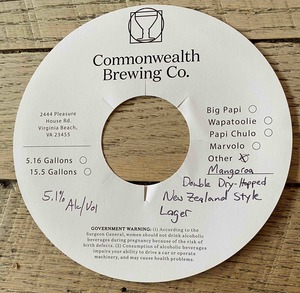 Commonwealth
Brewing Co.
2444 Pleasure
House Rd.
Virginia Beach,
VA 23455
Big Papi
Wapatoolie
Papi Chulo
Marvolo
Other X
Mangoroa
Double Dry-Hopped
New Zealand Style
Lager
5.16 Gallons
15.5 Gallons
5.1%
Alc/Vol
GOVERNMENT WARNING: (1) According to the
Surgeon General, women should not drink alcoholic
beverages during pregnancy because of the risk of
birth defects. (2) Consumption of alcoholic beverages
impairs your ability to drive a car or operate
machinery, and may cause health problems.